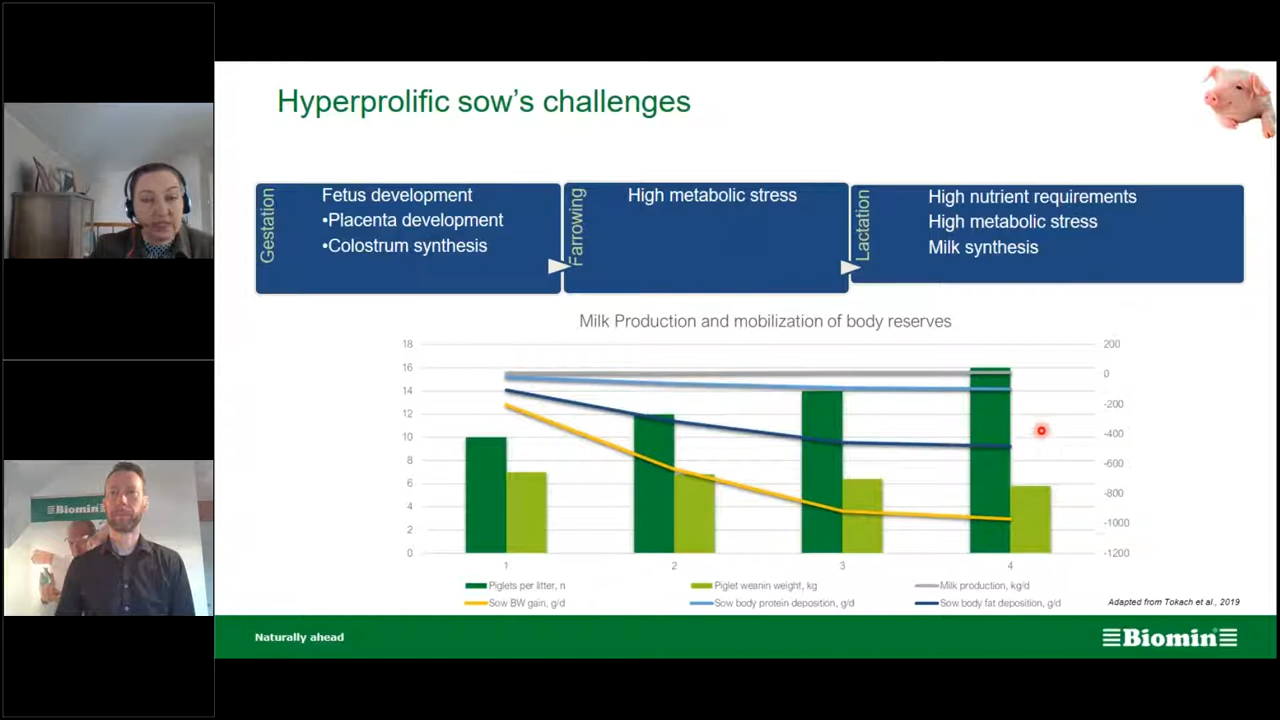 Hyperprolific sow's challenges
Gestation
Fetus development
•Placenta development
•Colostrum synthesis
Farrowing
High metabolic stress
Lactation
High nutrient requirements
High metabolic stress
Milk synthesis
Milk Production and mobilization of body reserves
18
16
14
12
10
8
6
4
2
0
200
0
-200
-400
-600
-800
-1000
-1200
1 2 3 4
Piglets per litter, n Piglet weanin weight, kg Milk production, kg/d
Sow BW gain, g/d Sow body protein deposition, g/d Sow body fat deposition, g/d
Adapted from Tokach et al., 2019
Naturally ahead
Biomin
Biomin